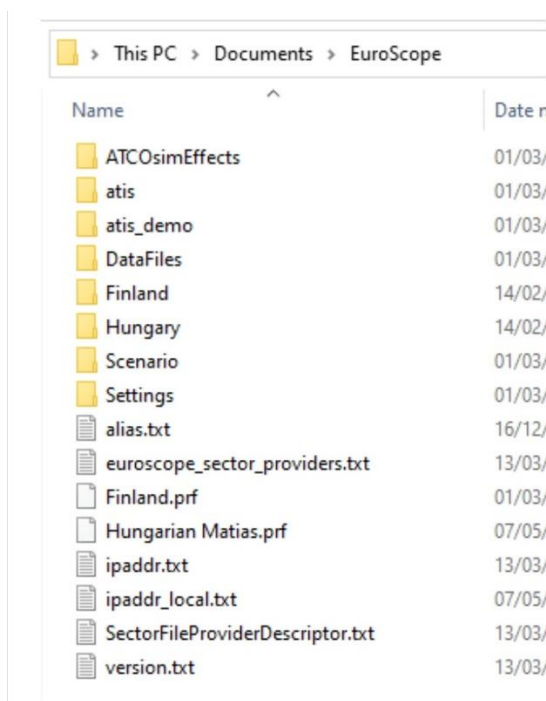 This PC > Documents > EuroScope
Name Date m
ATCOsimEffects 01/03/
atis 01/03/
atis_demo 01/03/
DataFiles 01/03/
Finland 14/02/
Hungary 14/02/
Scenario 01/03/
Settings 01/03/
alias.txt 16/12/
euroscope_sector_providers.txt 13/03/
Finland.prf 01/03/
Hungarian Matias.prf 07/05/
ipaddr.txt 13/03/
ipaddr_local.txt 07/05/
SectorFileProviderDescriptor.txt 13/03/
version.txt 13/03/